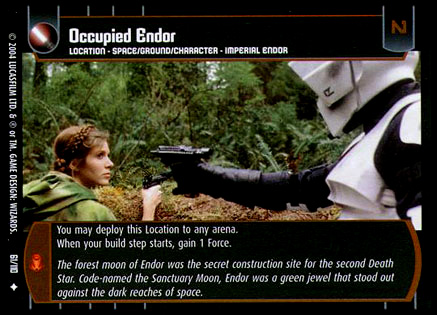 Occupied Endor
LOCATION - SPACE/GROUND/CHARACTER - IMPERIAL ENDOR
N
You may deploy this Location to any arena.
When your build step starts, gain 1 Force.
The forest moon of Endor was the secret construction site for the second Death
Star. Code-named the Sanctuary Moon, Endor was a green jewel that stood out
against the dark reaches of space.
© 2004 LUCASFILM LTD. & ® or TM. GAME DESIGN: WIZARDS.
61/110